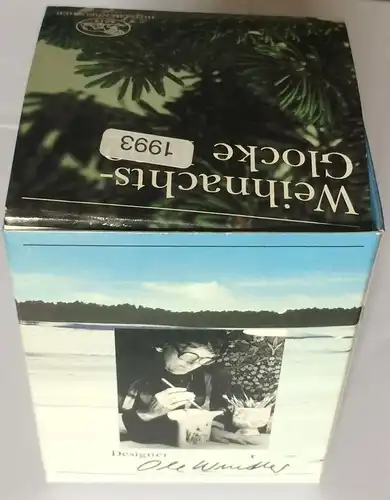 Weihnachts-
Glocke
1993
Designer
Ole Winther